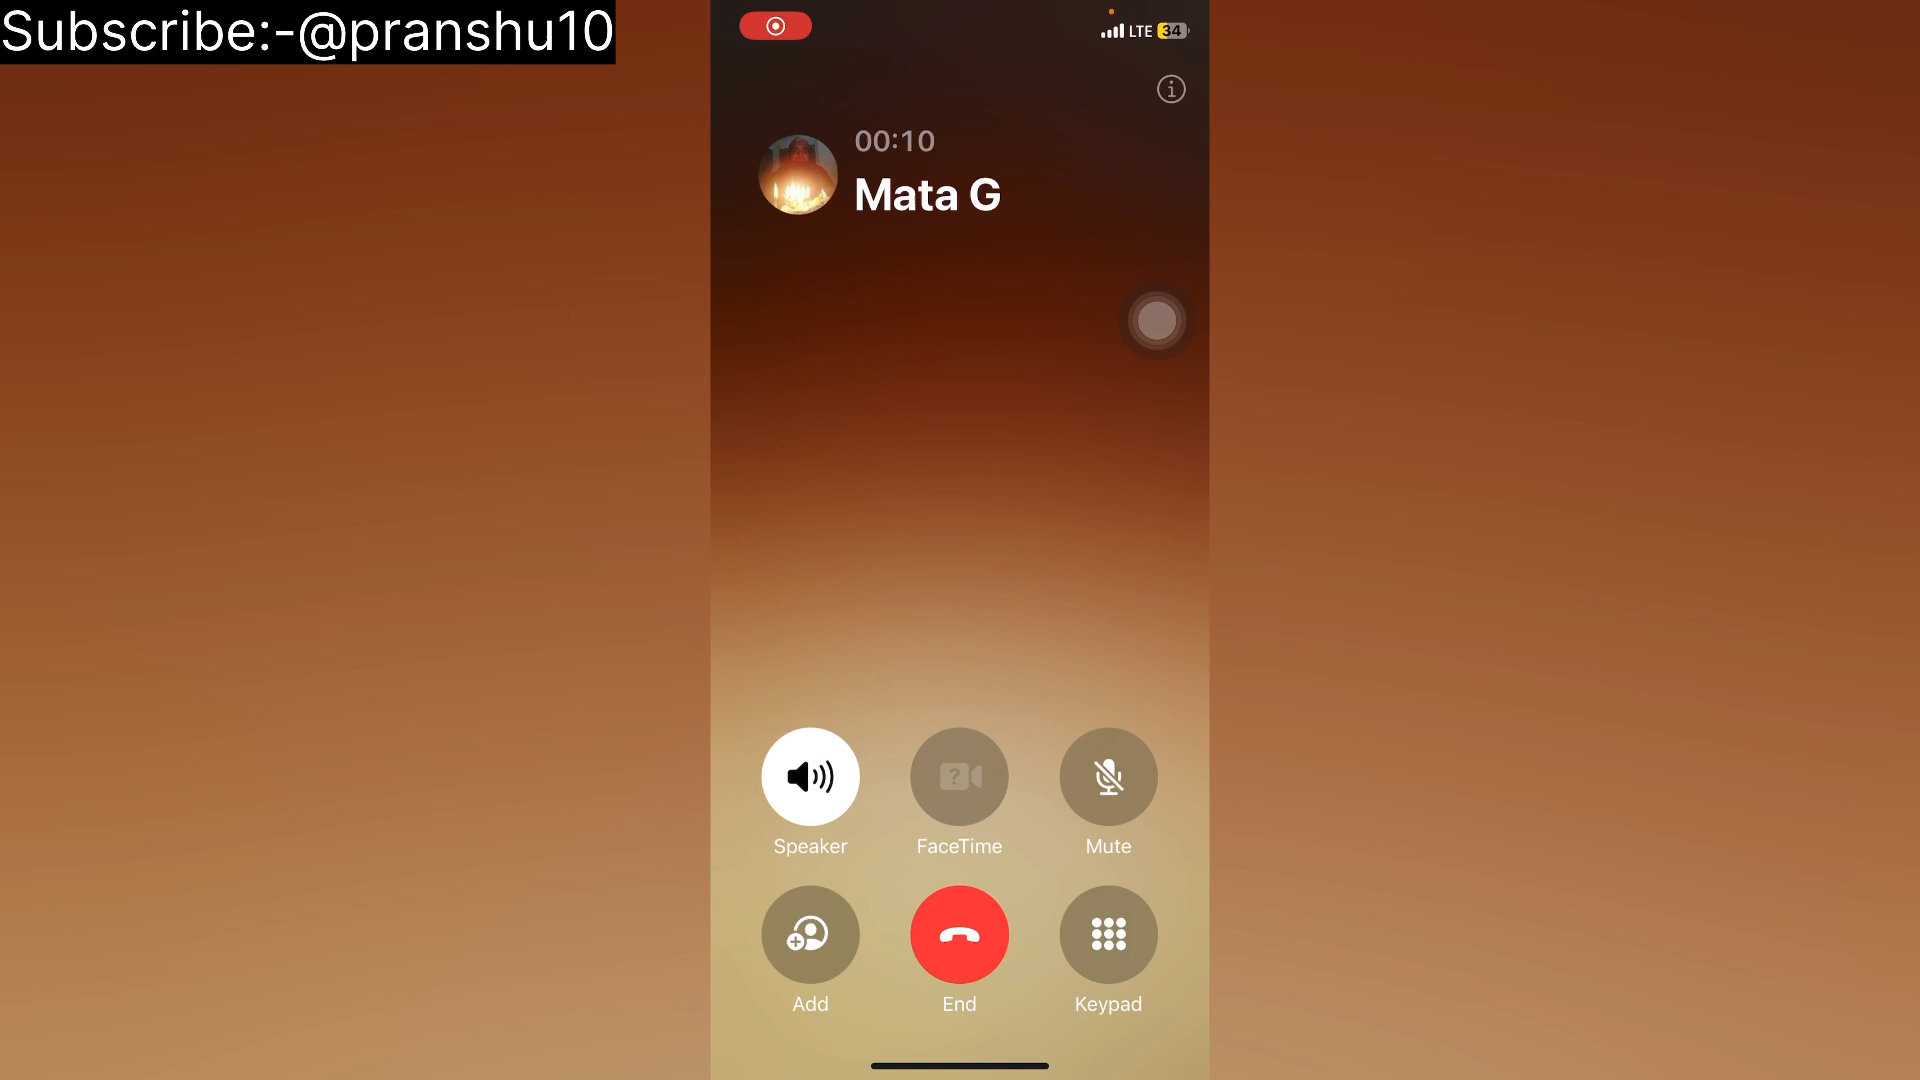 Subscribe:-@pranshu10
LTE 34
00:10
Mata G
Speaker
FaceTime
Mute
Add
End
Keypad